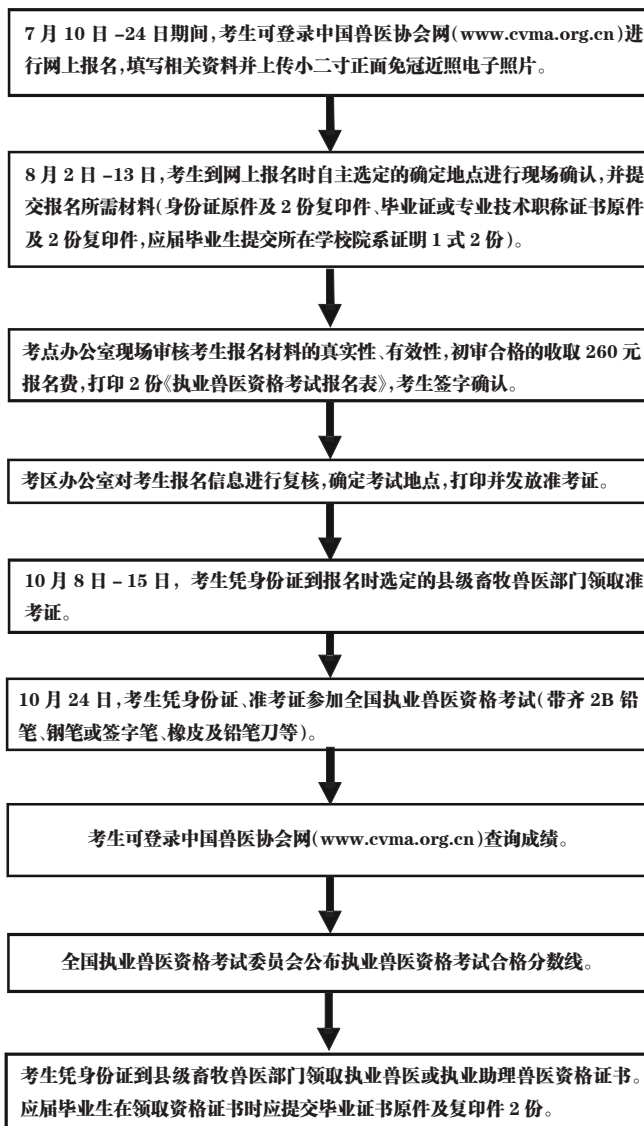 7 月 10 日 –24 日期间,考生可登录中国兽医协会网(www.cvma.org.cn)进
行网上报名,填写相关资料并上传小二寸正面免冠近照电子照片。
8 月 2 日 –13 日,考生到网上报名时自主选定的确定地点进行现场确认,并提
交报名所需材料(身份证原件及 2 份复印件、毕业证或专业技术职称证书原件
及 2 份复印件,应届毕业生提交所在学校院系证明 1 式 2 份)。
考点办公室现场审核考生报名材料的真实性、有效性,初审合格的收取 260 元
报名费,打印 2 份《执业兽医资格考试报名表》,考生签字确认。
考区办公室对考生报名信息进行复核,确定考试地点,打印并发放准考证。
10 月 8 日 – 15 日, 考生凭身份证到报名时选定的县级畜牧兽医部门领取准
考证。
10 月 24 日,考生凭身份证、准考证参加全国执业兽医资格考试(带齐 2B 铅
笔、钢笔或签字笔、橡皮及铅笔刀等)。
考生可登录中国兽医协会网(www.cvma.org.cn)查询成绩。
全国执业兽医资格考试委员会公布执业兽医资格考试合格分数线。
考生凭身份证到县级畜牧兽医部门领取执业兽医或执业助理兽医资格证书。
应届毕业生在领取资格证书时应提交毕业证书原件及复印件 2 份。